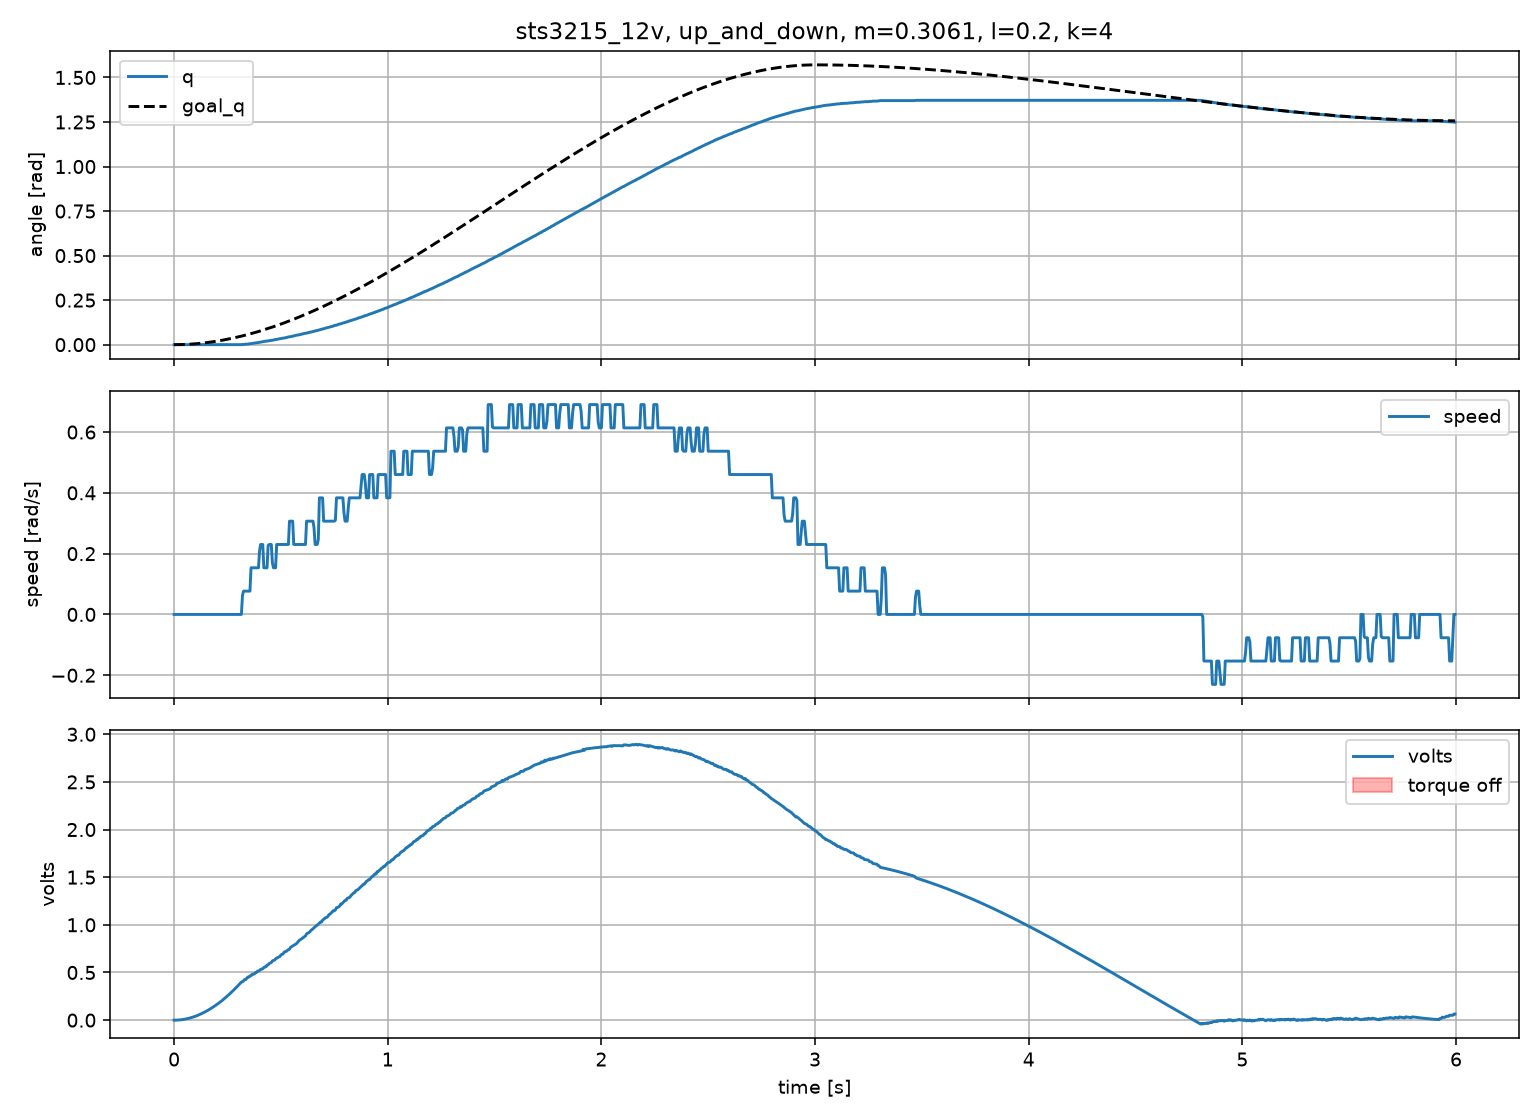 sts3215_12v, up_and_down, m=0.3061, l=0.2, k=4
q
goal_q
angle [rad]
1.50
1.25
1.00
0.75
0.50
0.25
0.00
speed
speed [rad/s]
0.6
0.4
0.2
0.0
−0.2
volts
torque off
volts
3.0
2.5
2.0
1.5
1.0
0.5
0.0
0 1 2 3 4 5 6
time [s]